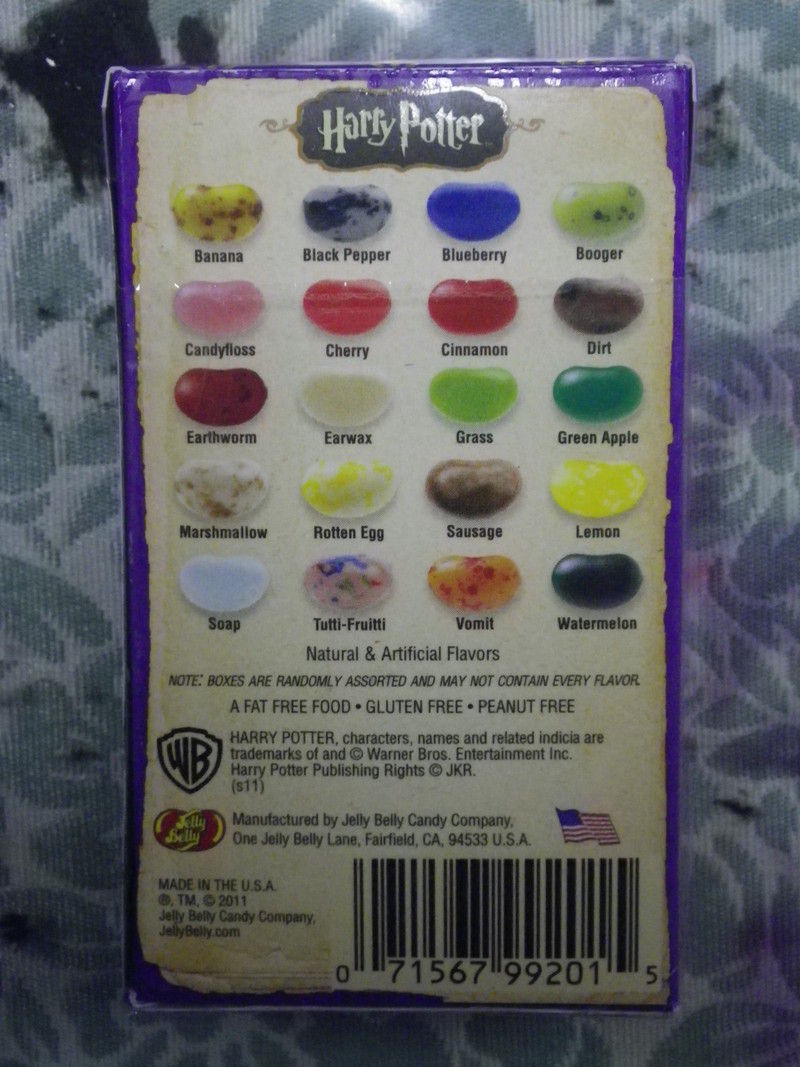 Harry Potter
Banana Black Pepper Blueberry Booger
Candyfloss Cherry Cinnamon Dirt
Earthworm Earwax Grass Green Apple
Marshmallow Rotten Egg Sausage Lemon
Soap Tutti-Fruitti Vomit Watermelon
Natural & Artificial Flavors
NOTE: BOXES ARE RANDOMLY ASSORTED AND MAY NOT CONTAIN EVERY FLAVOR.
A FAT FREE FOOD • GLUTEN FREE • PEANUT FREE
WB
HARRY POTTER, characters, names and related indicia are
trademarks of and © Warner Bros. Entertainment Inc.
Harry Potter Publishing Rights © JKR.
(s11)
Jelly
Belly
Manufactured by Jelly Belly Candy Company,
One Jelly Belly Lane, Fairfield, CA, 94533 U.S.A.
MADE IN THE U.S.A.
®, TM, © 2011
Jelly Belly Candy Company,
JellyBelly.com
0 71567 99201 5